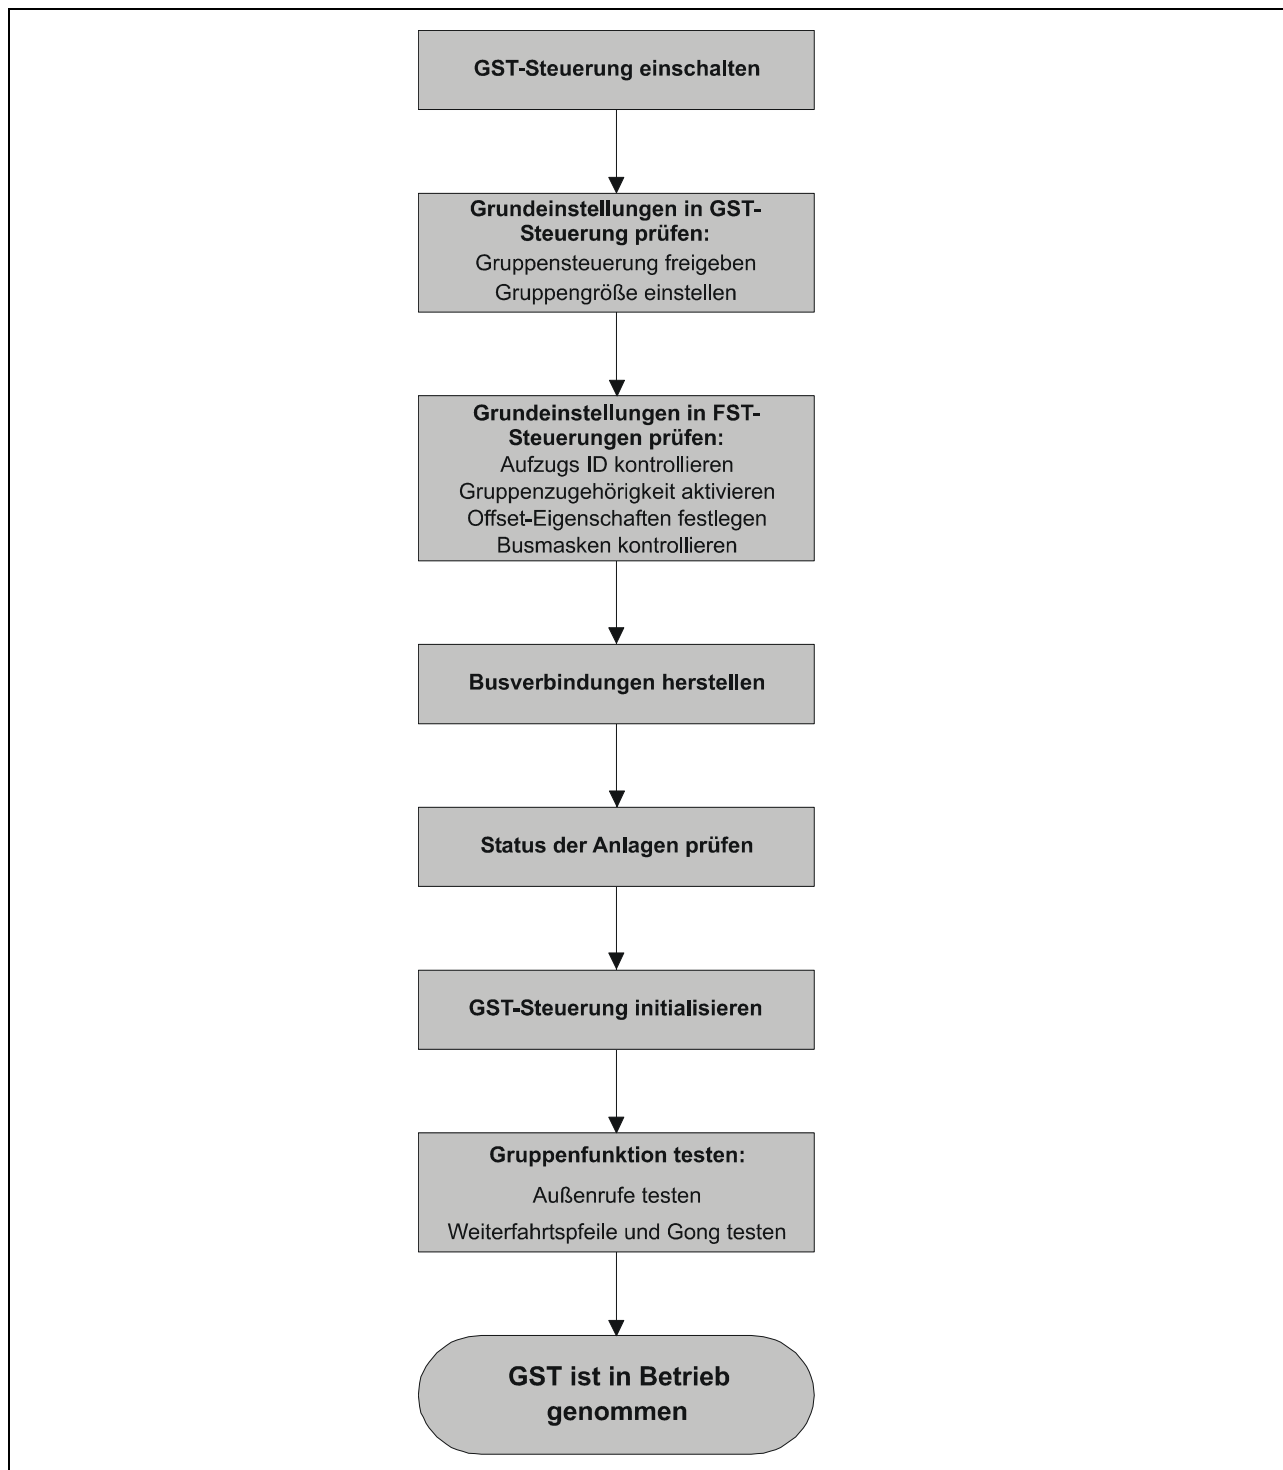 GST-Steuerung einschalten
Grundeinstellungen in GST-
Steuerung prüfen:
Gruppensteuerung freigeben
Gruppengröße einstellen
Grundeinstellungen in FST-
Steuerungen prüfen:
Aufzugs ID kontrollieren
Gruppenzugehörigkeit aktivieren
Offset-Eigenschaften festlegen
Busmasken kontrollieren
Busverbindungen herstellen
Status der Anlagen prüfen
GST-Steuerung initialisieren
Gruppenfunktion testen:
Außenrufe testen
Weiterfahrtspfeile und Gong testen
GST ist in Betrieb
genommen